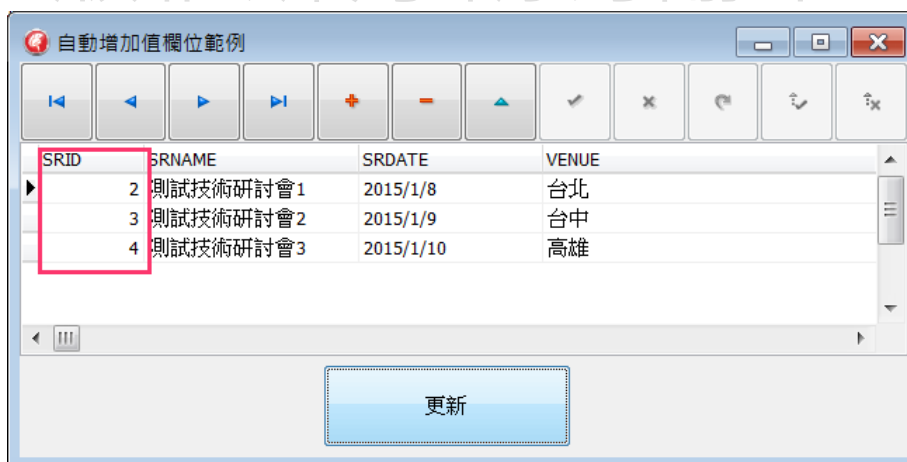 自動增加值欄位範例
SRID SRNAME SRDATE VENUE
2 測試技術研討會1 2015/1/8 台北
3 測試技術研討會2 2015/1/9 台中
4 測試技術研討會3 2015/1/10 高雄
更新